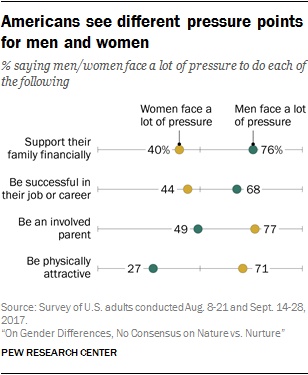 Americans see different pressure points
for men and women
% saying men/women face a lot of pressure to do each of
the following
Women face a
lot of pressure
Men face a lot
of pressure
Support their
family financially
40%
76%
Be successful in
their job or career
44
68
Be an involved
parent
49
77
Be physically
attractive
27
71
Source: Survey of U.S. adults conducted Aug. 8-21 and Sept. 14-28,
2017.
“On Gender Differences, No Consensus on Nature vs. Nurture”
PEW RESEARCH CENTER